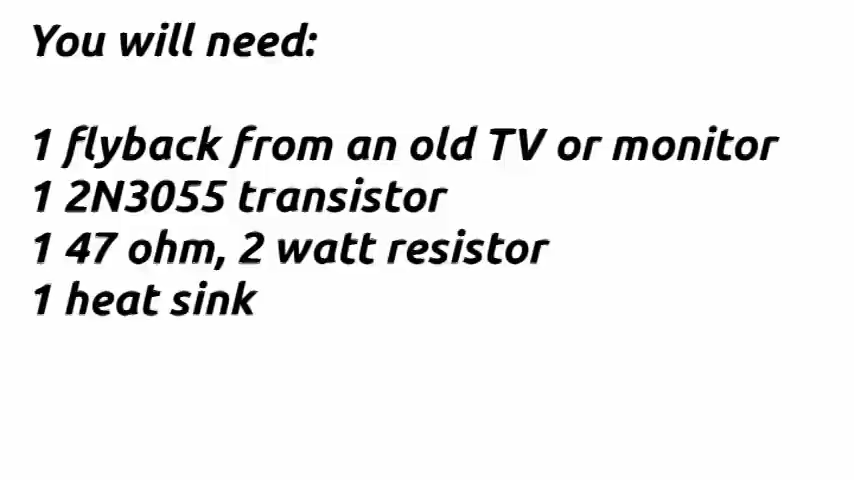 You will need:
1 flyback from an old TV or monitor
1 2N3055 transistor
1 47 ohm, 2 watt resistor
1 heat sink